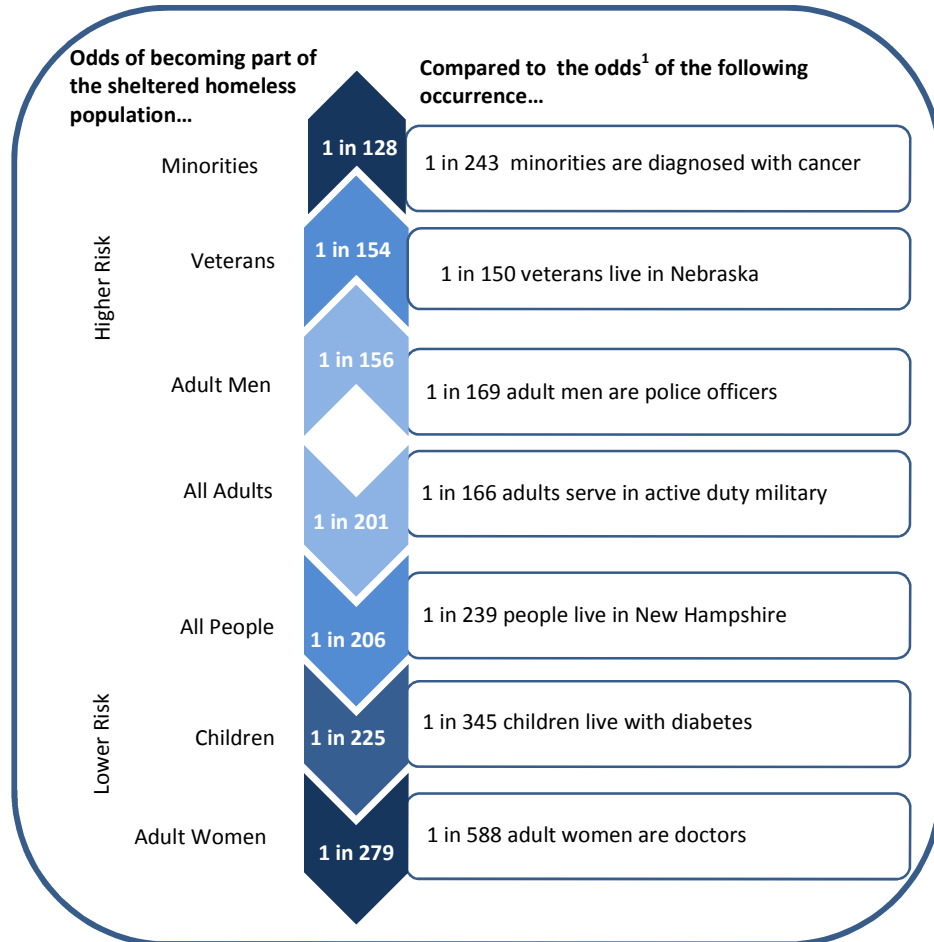 Odds of becoming part of
the sheltered homeless
population…
Compared to the odds1 of the following
occurrence…
Higher Risk
Minorities
1 in 128
1 in 243 minorities are diagnosed with cancer
Veterans
1 in 154
1 in 150 veterans live in Nebraska
Adult Men
1 in 156
1 in 169 adult men are police officers
All Adults
1 in 201
1 in 166 adults serve in active duty military
Lower Risk
All People
1 in 206
1 in 239 people live in New Hampshire
Children
1 in 225
1 in 345 children live with diabetes
Adult Women
1 in 279
1 in 588 adult women are doctors